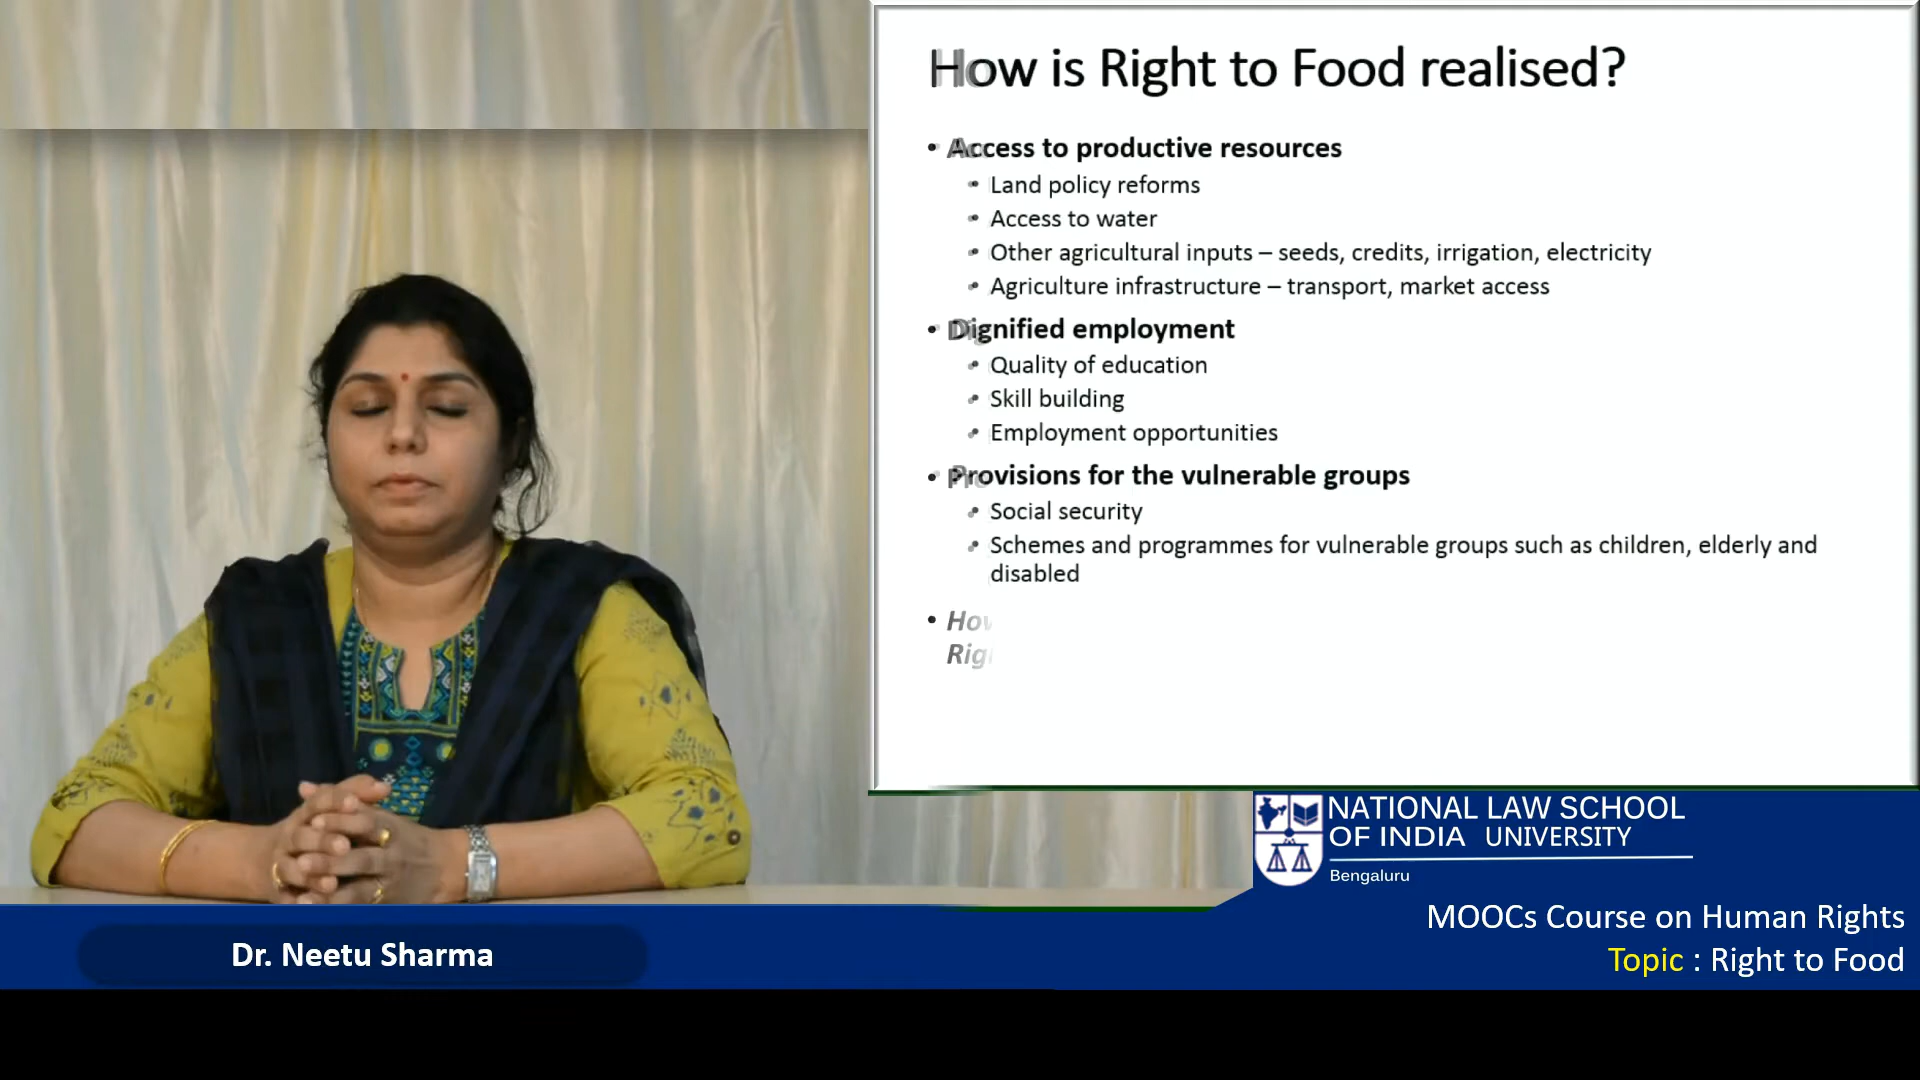 How is Right to Food realised?
• Access to productive resources
• Land policy reforms
• Access to water
• Other agricultural inputs – seeds, credits, irrigation, electricity
• Agriculture infrastructure – transport, market access
• Dignified employment
• Quality of education
• Skill building
• Employment opportunities
• Provisions for the vulnerable groups
• Social security
• Schemes and programmes for vulnerable groups such as children, elderly and
disabled
NATIONAL LAW SCHOOL
OF INDIA UNIVERSITY
Bengaluru
MOOCs Course on Human Rights
Topic : Right to Food
Dr. Neetu Sharma